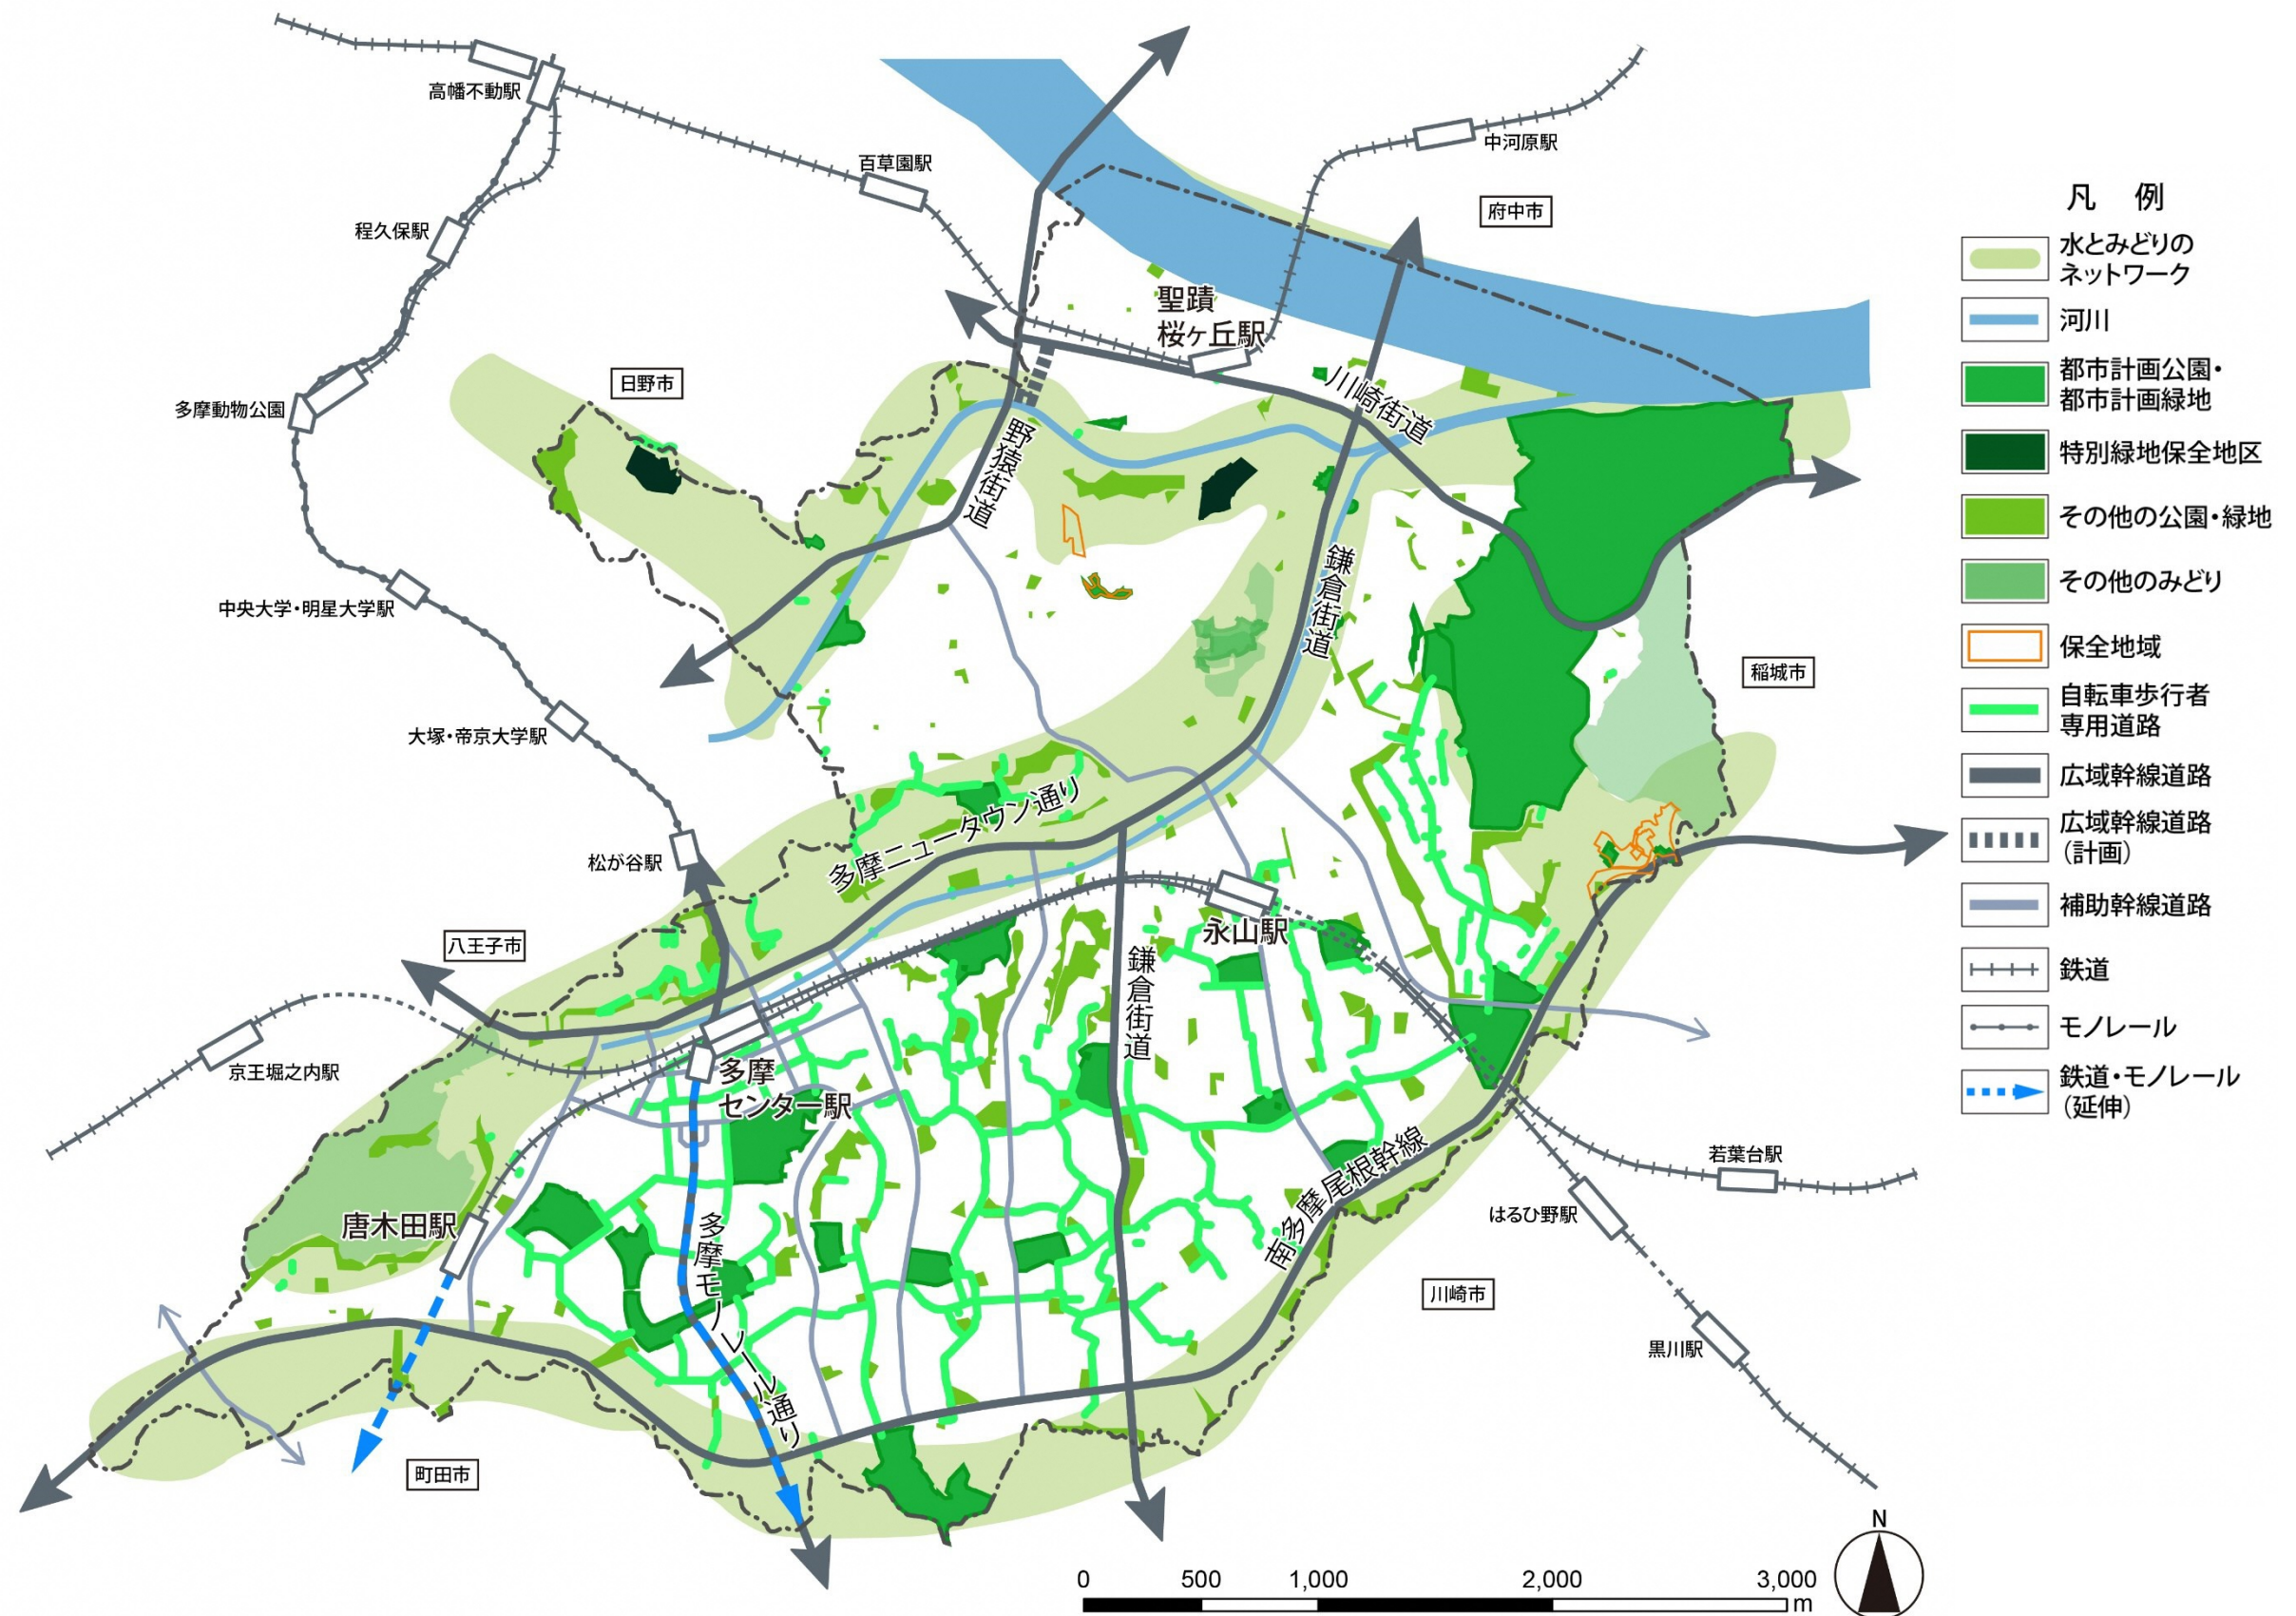 高幡不動駅
百草園駅
中河原駅
府中市
程久保駅
聖蹟
桜ヶ丘駅
日野市
川崎街道
多摩動物公園
野猿街道
鎌倉街道
中央大学・明星大学駅
稲城市
大塚・帝京大学駅
多摩ニュータウン通り
松が谷駅
永山駅
八王子市
鎌倉街道
京王堀之内駅
多摩
センター駅
若葉台駅
南多摩尾根幹線
はるひ野駅
唐木田駅
多摩モノレール通り
川崎市
黒川駅
町田市
凡 例
水とみどりの
ネットワーク
河川
都市計画公園・
都市計画緑地
特別緑地保全地区
その他の公園・緑地
その他のみどり
保全地域
自転車歩行者
専用道路
広域幹線道路
広域幹線道路
（計画）
補助幹線道路
鉄道
モノレール
鉄道・モノレール
（延伸）
N
0 500 1,000 2,000 3,000
m